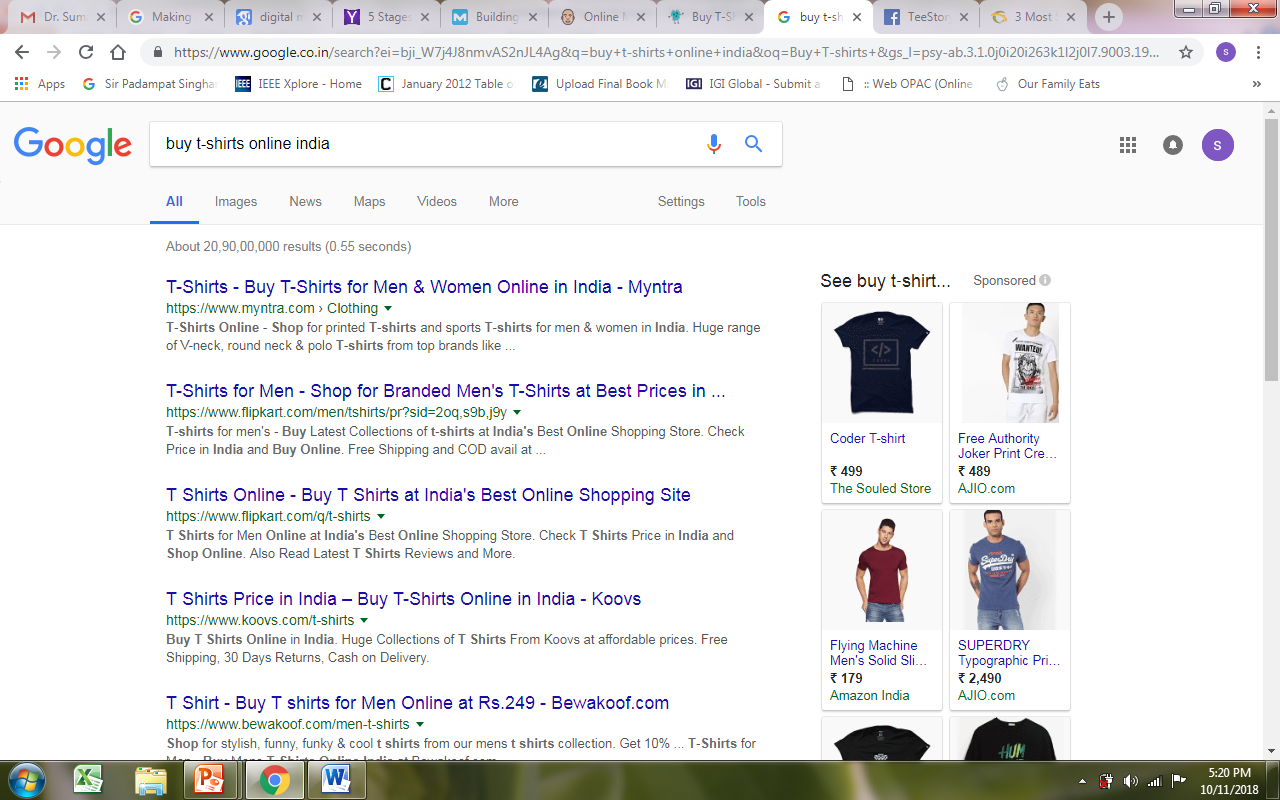 Dr. Sum
Making
digital m
5 Stages
Building
Online M
Buy T-S
buy t-sh
TeeStor
3 Most
https://www.google.co.in/search?ei=bji_W7j4J8nmvAS2nJL4Ag&q=buy+t-shirts+online+india&oq=Buy+T-shirts+&gs_l=psy-ab.3.1.0j0i20i263k1l2j0l7.9003.19...
s
Apps
Sir Padampat Singha
IEEE Xplore - Home
January 2012 Table o
Upload Final Book M
IGI Global - Submit a
:: Web OPAC (Online
Our Family Eats
»
Google
buy t-shirts online india
s
All Images News Maps Videos More Settings Tools
About 20,90,00,000 results (0.55 seconds)
T-Shirts - Buy T-Shirts for Men & Women Online in India - Myntra
https://www.myntra.com › Clothing
T-Shirts Online - Shop for printed T-shirts and sports T-shirts for men & women in India. Huge range
of V-neck, round neck & polo T-shirts from top brands like ...
T-Shirts for Men - Shop for Branded Men's T-Shirts at Best Prices in ...
https://www.flipkart.com/men/tshirts/pr?sid=2oq,s9b,j9y
T-shirts for men's - Buy Latest Collections of t-shirts at India's Best Online Shopping Store. Check
Price in India and Buy Online. Free Shipping and COD avail at ...
T Shirts Online - Buy T Shirts at India's Best Online Shopping Site
https://www.flipkart.com/q/t-shirts
T Shirts for Men Online at India's Best Online Shopping Store. Check T Shirts Price in India and
Shop Online. Also Read Latest T Shirts Reviews and More.
T Shirts Price in India – Buy T-Shirts Online in India - Koovs
https://www.koovs.com/t-shirts
Buy T Shirts Online in India. Huge Collections of T Shirts From Koovs at affordable prices. Free
Shipping, 30 Days Returns, Cash on Delivery.
T Shirt - Buy T shirts for Men Online at Rs.249 - Bewakoof.com
https://www.bewakoof.com/men-t-shirts
Shop for stylish, funny, funky & cool t shirts from our mens t shirts collection. Get 10% ... T-Shirts for
See buy t-shirt...
Sponsored
WANTED!
Coder T-shirt
₹ 499
The Souled Store
Free Authority
Joker Print Cre...
₹ 489
AJIO.com
Superdry
Flying Machine
Men's Solid Sli...
₹ 179
Amazon India
SUPERDRY
Typographic Pri...
₹ 2,490
AJIO.com
HUM
5:20 PM
10/11/2018